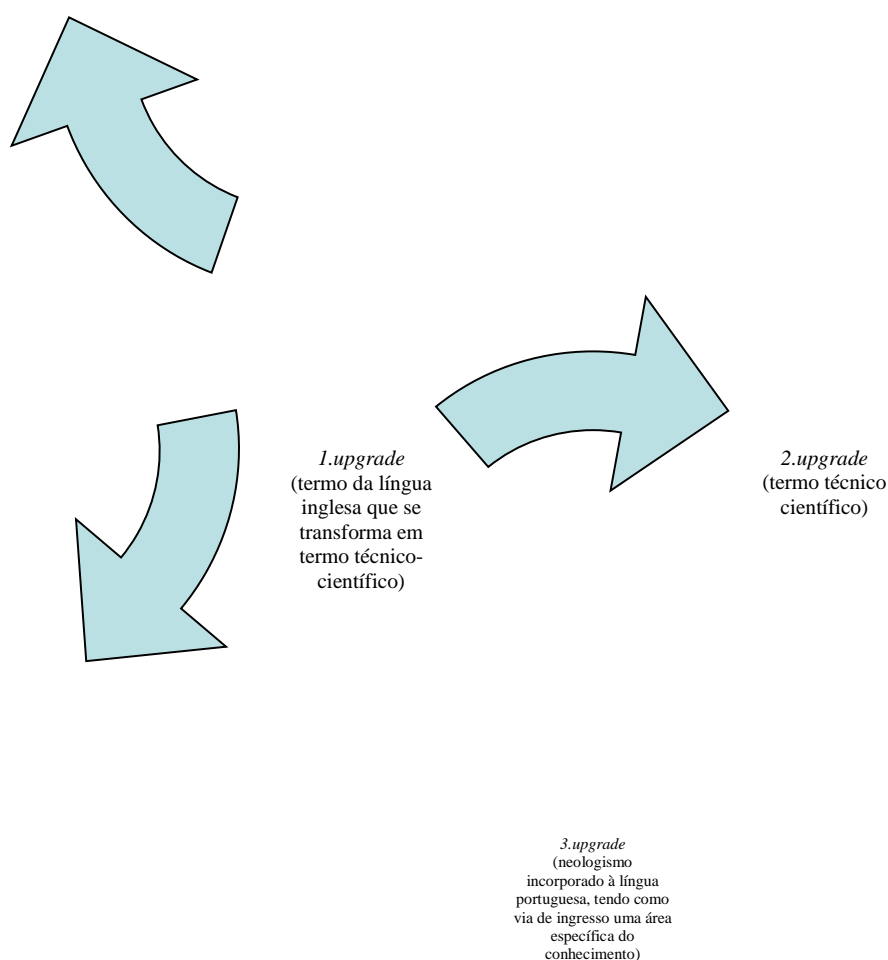 1.upgrade
(termo da língua
inglesa que se
transforma em
termo técnico-
científico)
2.upgrade
(termo técnico
científico)
3.upgrade
(neologismo
incorporado à língua
portuguesa, tendo como
via de ingresso uma área
específica do
conhecimento)